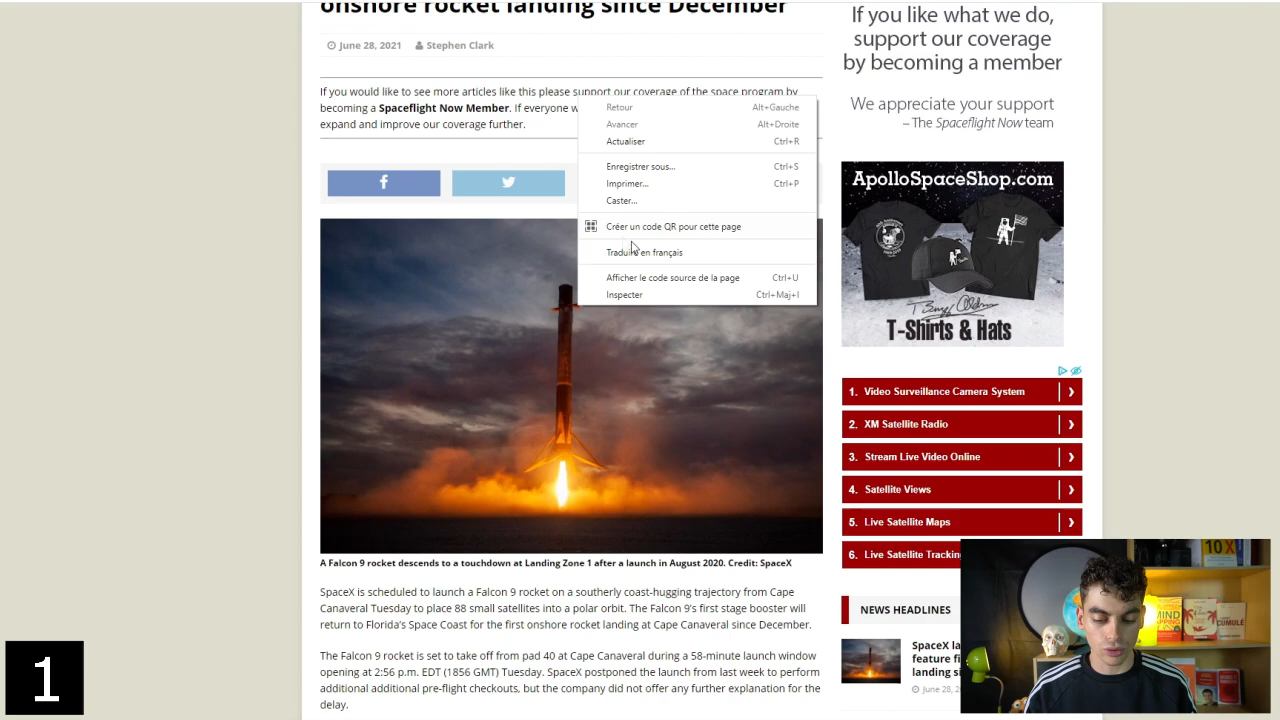 onshore rocket landing since December
June 28, 2021 Stephen Clark
If you would like to see more articles like this please support our coverage of the space program by
becoming a Spaceflight Now Member. If everyone w
expand and improve our coverage further.
Retour Alt+Gauche
Avancer Alt+Droite
Actualiser Ctrl+R
Enregistrer sous... Ctrl+S
Imprimer... Ctrl+P
Caster...
Créer un code QR pour cette page
Traduire en français
Afficher le code source de la page Ctrl+U
Inspecter Ctrl+Maj+I
A Falcon 9 rocket descends to a touchdown at Landing Zone 1 after a launch in August 2020. Credit: SpaceX
SpaceX is scheduled to launch a Falcon 9 rocket on a southerly coast-hugging trajectory from Cape
Canaveral Tuesday to place 88 small satellites into a polar orbit. The Falcon 9's first stage booster will
return to Florida's Space Coast for the first onshore rocket landing at Cape Canaveral since December.
The Falcon 9 rocket is set to take off from pad 40 at Cape Canaveral during a 58-minute launch window
opening at 2:56 p.m. EDT (1856 GMT) Tuesday. SpaceX postponed the launch from last week to perform
additional additional pre-flight checkouts, but the company did not offer any further explanation for the
delay.
If you like what we do,
support our coverage
by becoming a member
We appreciate your support
– The Spaceflight Now team
ApolloSpaceShop.com
T-Shirts & Hats
1. Video Surveillance Camera System
2. XM Satellite Radio
3. Stream Live Video Online
4. Satellite Views
5. Live Satellite Maps
6. Live Satellite Tracking
NEWS HEADLINES
SpaceX la
feature fi
landing si
June 28, 2
10X
MIND
MAPPING
CUMULÉ
1